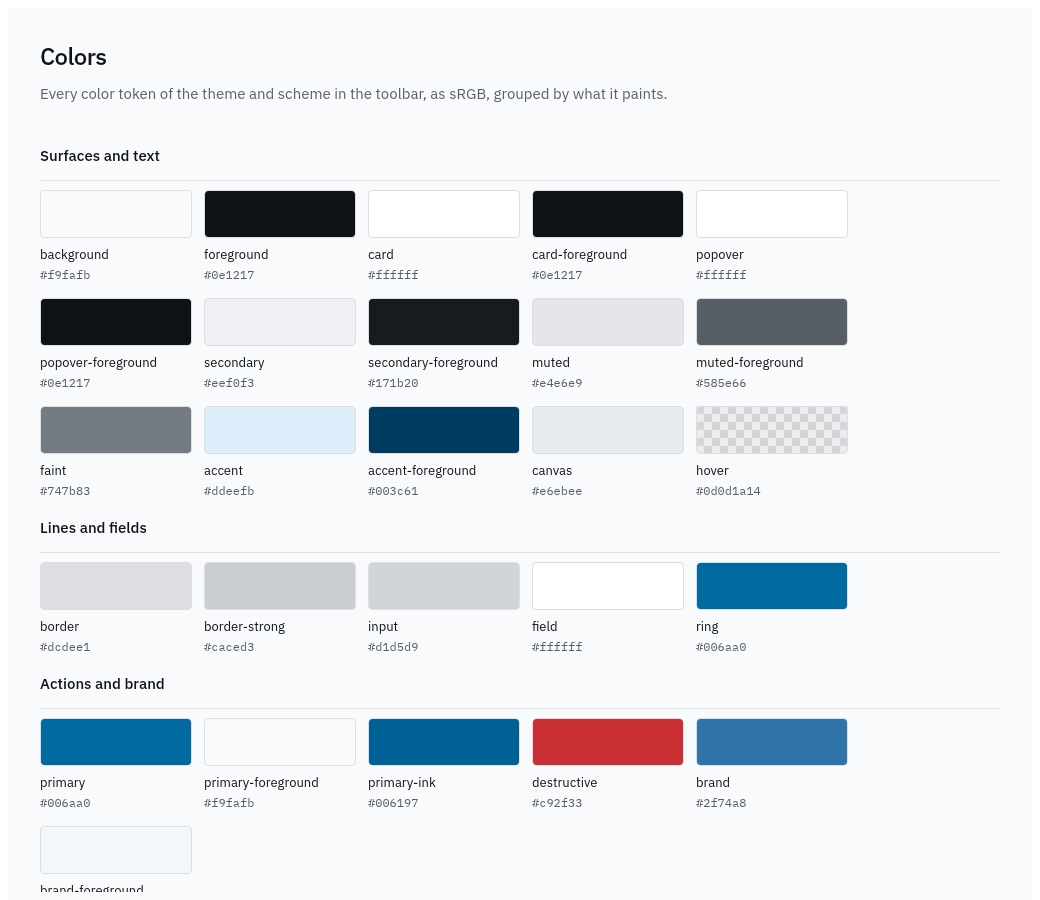 Colors
Every color token of the theme and scheme in the toolbar, as sRGB, grouped by what it paints.
Surfaces and text
background foreground card card-foreground popover
#f9fafb #0e1217 #ffffff #0e1217 #ffffff
popover-foreground secondary secondary-foreground muted muted-foreground
#0e1217 #eef0f3 #171b20 #e4e6e9 #585e66
faint accent accent-foreground canvas hover
#747b83 #ddeefb #003c61 #e6ebee #0d0d1a14
Lines and fields
border border-strong input field ring
#dcdee1 #caced3 #d1d5d9 #ffffff #006aa0
Actions and brand
primary primary-foreground primary-ink destructive brand
#006aa0 #f9fafb #006197 #c92f33 #2f74a8
brand-foreground